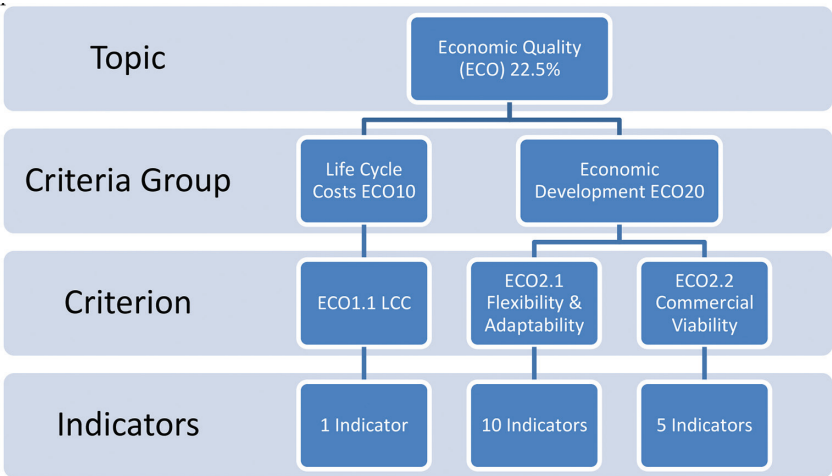 Topic
Economic Quality
(ECO) 22.5%
Criteria Group
Life Cycle
Costs ECO10
Economic
Development ECO20
Criterion
ECO1.1 LCC
ECO2.1
Flexibility &
Adaptability
ECO2.2
Commercial
Viability
Indicators
1 Indicator
10 Indicators
5 Indicators